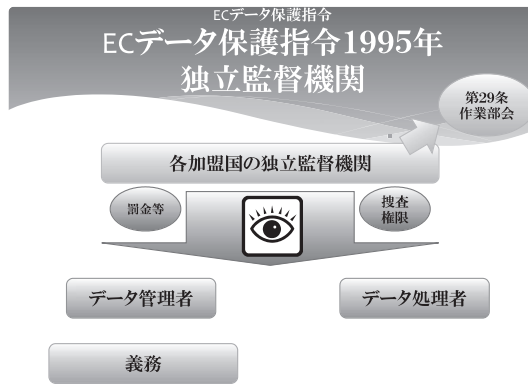 ECデータ保護指令
ECデータ保護指令1995年
独立監督機関
第29条
作業部会
各加盟国の独立監督機関
罰金等
捜査
権限
データ管理者
データ処理者
義務